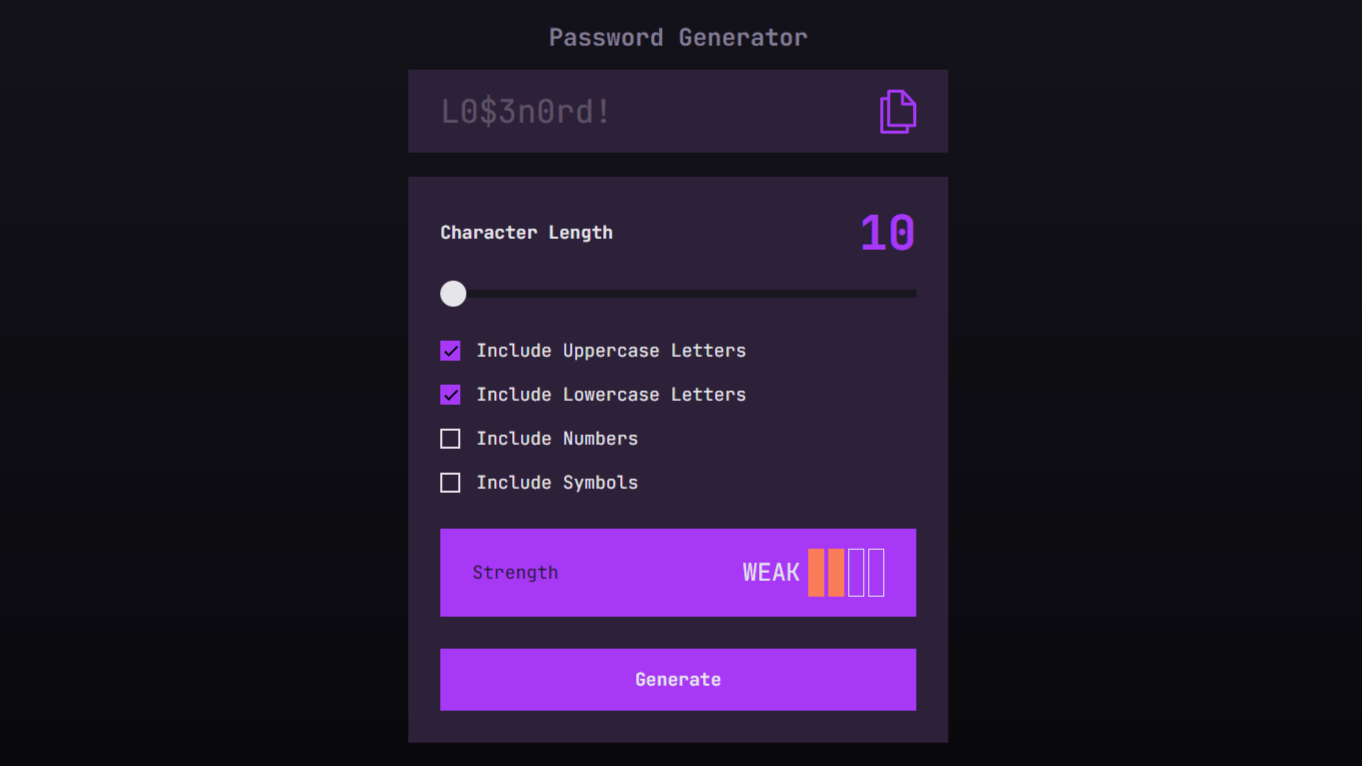 Password Generator
L0$3n0rd!
Character Length
10
Include Uppercase Letters
Include Lowercase Letters
Include Numbers
Include Symbols
Strength
WEAK
Generate